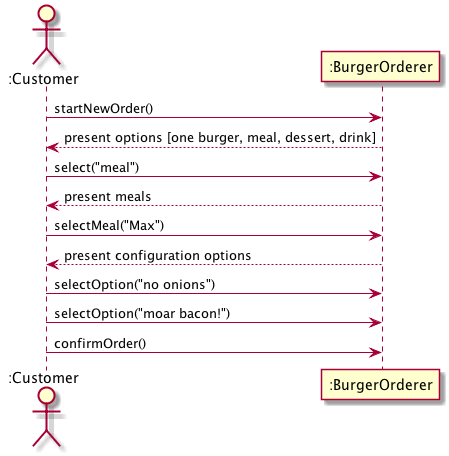 :Customer
:BurgerOrderer
startNewOrder()
present options [one burger, meal, dessert, drink]
select("meal")
present meals
selectMeal("Max")
present configuration options
selectOption("no onions")
selectOption("moar bacon!")
confirmOrder()
:Customer
:BurgerOrderer